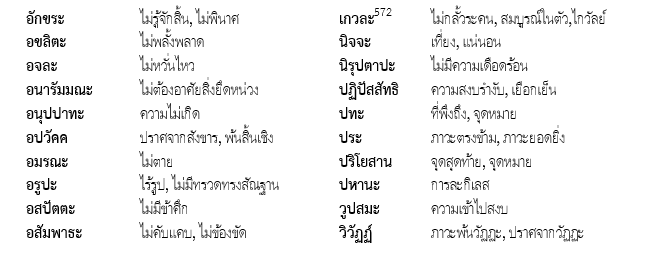 อักขระ ไม่รู้จักสิ้น, ไม่พินาศ เกวละ572 ไม่กลั้วระคน, สมบูรณ์ในตัว,ไกวัลย์
อขลิตะ ไม่พลั้งพลาด นิจจะ เที่ยง, แน่นอน
อจละ ไม่หวั่นไหว นิรุปตาปะ ไม่มีความเดือดร้อน
อนารัมมณะ ไม่ต้องอาศัยสิ่งยึดหน่วง ปฏิปัสสัทธิ ความสงบรำงับ, เยือกเย็น
อนุปปาทะ ความไม่เกิด ปทะ ที่พึงถึง, จุดหมาย
อปวัคค ปราศจากสังขาร, พ้นสิ้นเชิง ประ ภาวะตรงข้าม, ภาวะยอดยิ่ง
อมรณะ ไม่ตาย ปริโยสาน จุดสุดท้าย, จุดหมาย
อรูปะ ไร้รูป, ไม่มีทรวดทรงสัณฐาน ปหานะ การละกิเลส
อสปัตตะ ไม่มีข้าศึก วูปสมะ ความเข้าไปสงบ
อสัมพาธะ ไม่คับแคบ, ไม่ข้องขัด วิวัฏฏ์ ภาวะพ้นวัฏฏะ, ปราศจากวัฏฏะ